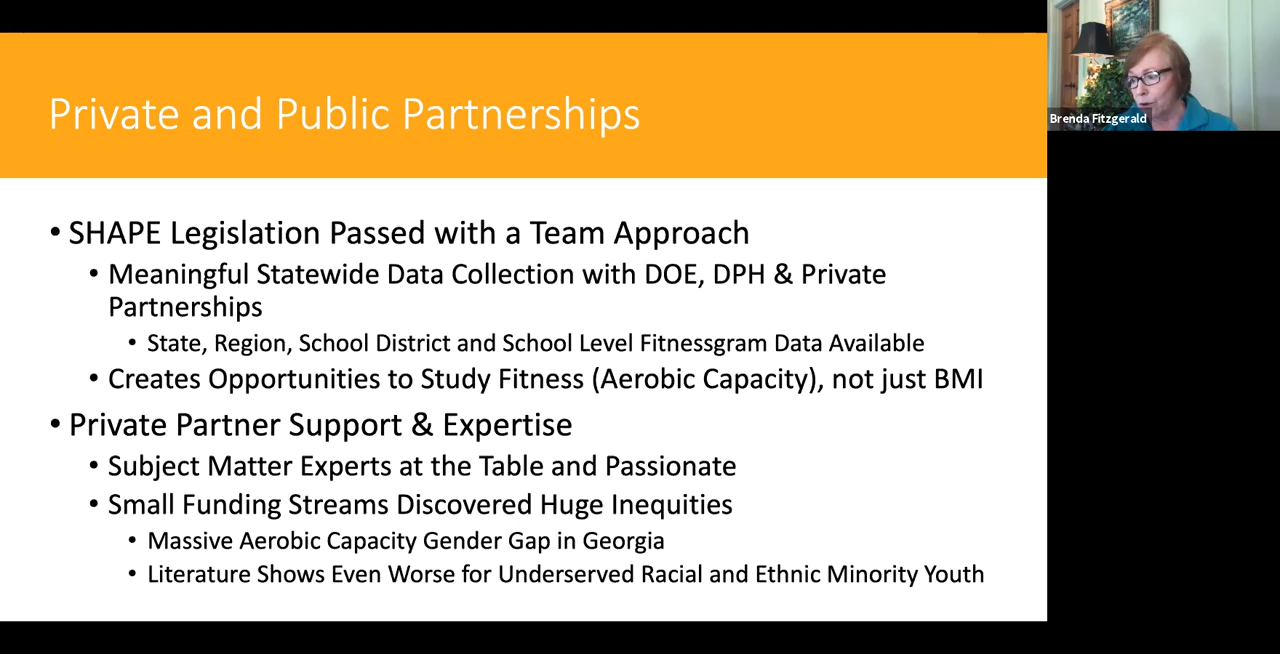 Private and Public Partnerships
Brenda Fitzgerald
• SHAPE Legislation Passed with a Team Approach
• Meaningful Statewide Data Collection with DOE, DPH & Private
Partnerships
• State, Region, School District and School Level Fitnessgram Data Available
• Creates Opportunities to Study Fitness (Aerobic Capacity), not just BMI
• Private Partner Support & Expertise
• Subject Matter Experts at the Table and Passionate
• Small Funding Streams Discovered Huge Inequities
• Massive Aerobic Capacity Gender Gap in Georgia
• Literature Shows Even Worse for Underserved Racial and Ethnic Minority Youth